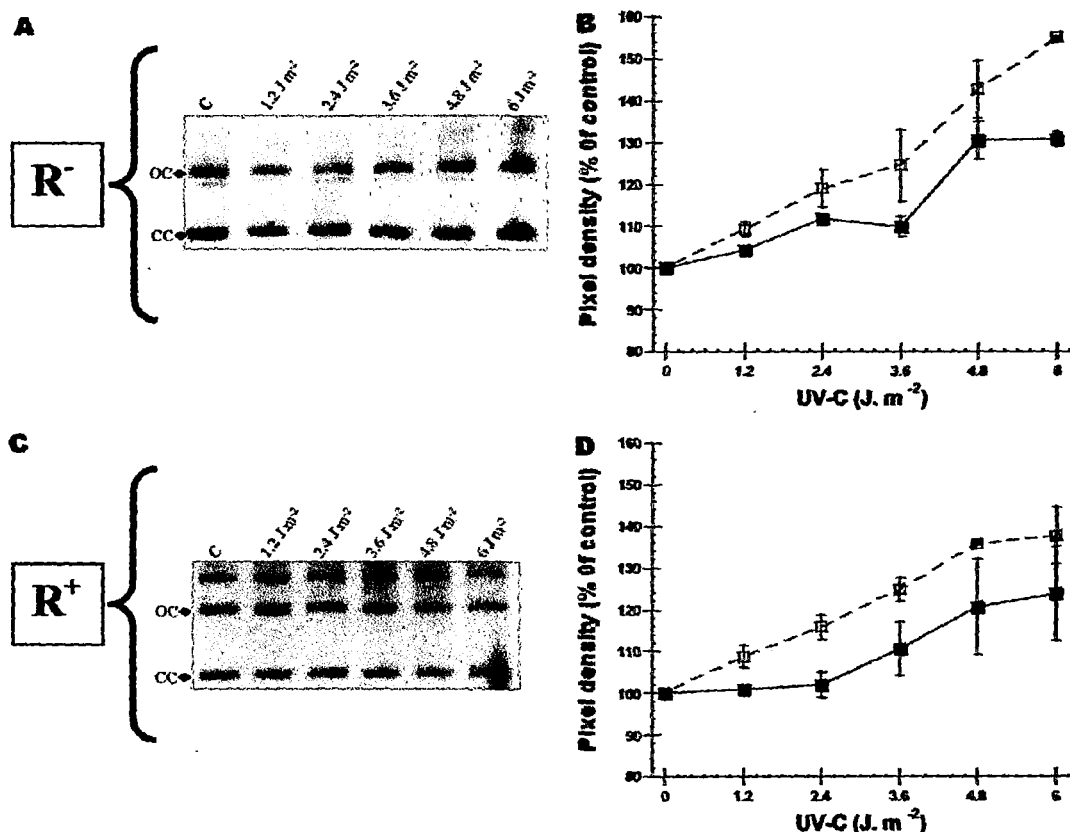 A
R-
C
1.2 J m-2
2.4 J m-2
3.6 J m-2
4.8 J m-2
6 J m-2
OC
CC
B
Pixel density (% Of control)
160
150
140
130
120
110
100
90
80
0
1.2
2.4
3.6
4.8
6
UV-C (J. m-2)
C
R+
C
1.2 J m-2
2.4 J m-2
3.6 J m-2
4.8 J m-2
6 J m-2
OC
CC
D
Pixel density (% Of control)
160
150
140
130
120
110
100
90
80
0
1.2
2.4
3.6
4.8
6
UV-C (J. m-2)